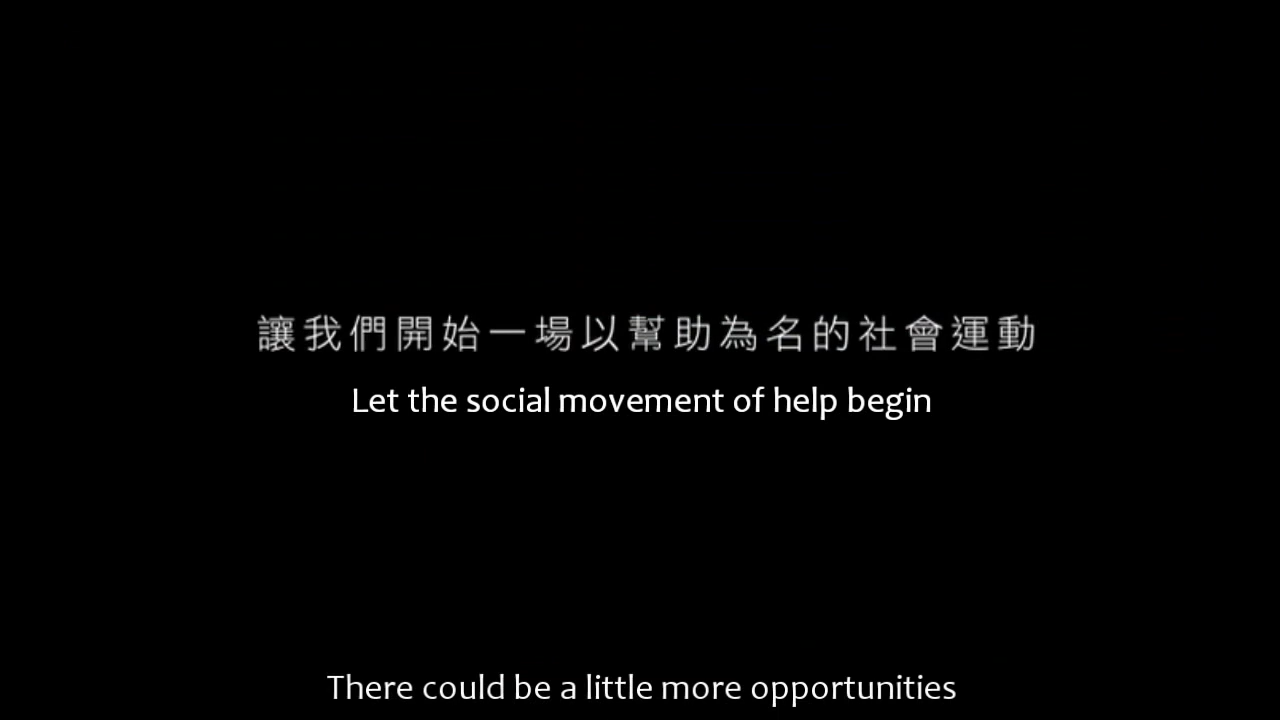 讓我們開始一場以幫助為名的社會運動
Let the social movement of help begin
There could be a little more opportunities